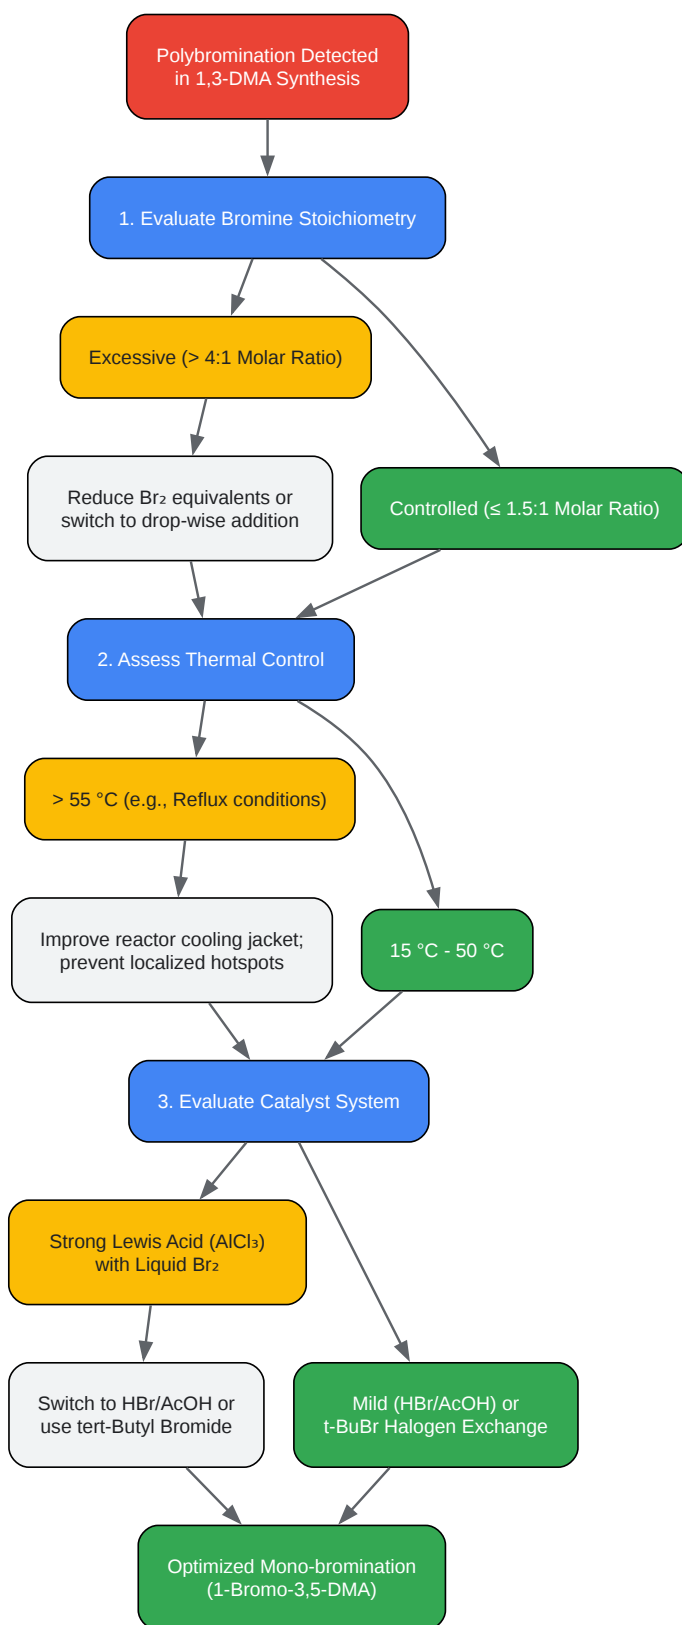 Polybromination Detected
in 1,3-DMA Synthesis
1. Evaluate Bromine Stoichiometry
Excessive (> 4:1 Molar Ratio)
Reduce Br₂ equivalents or
switch to drop-wise addition
Controlled (≤ 1.5:1 Molar Ratio)
2. Assess Thermal Control
> 55 °C (e.g., Reflux conditions)
Improve reactor cooling jacket;
prevent localized hotspots
15 °C - 50 °C
3. Evaluate Catalyst System
Strong Lewis Acid (AlCl₃)
with Liquid Br₂
Switch to HBr/AcOH or
use tert-Butyl Bromide
Mild (HBr/AcOH) or
t-BuBr Halogen Exchange
Optimized Mono-bromination
(1-Bromo-3,5-DMA)